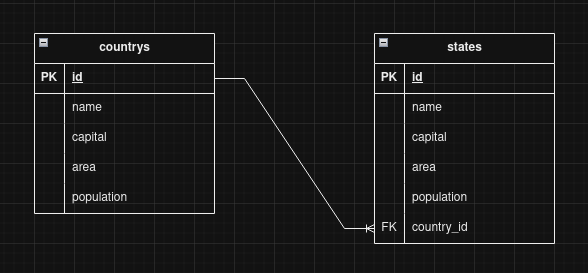 countrys
PK id
name
capital
area
population
states
PK id
name
capital
area
population
FK country_id